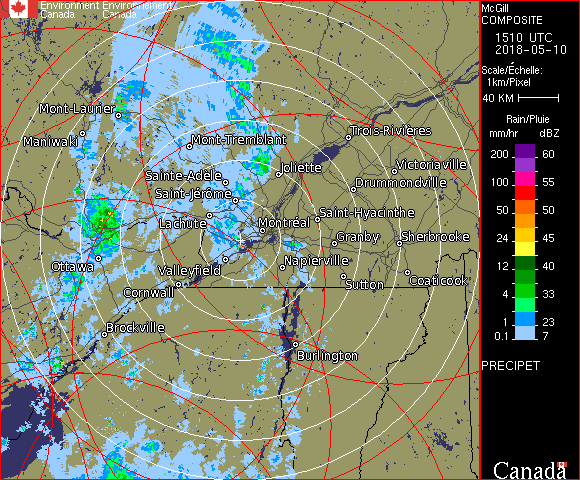 Environment Environnement
Canada Canada
McGill
COMPOSITE
1510 UTC
2018-05-10
Scale/Échelle:
1km/Pixel
40 KM
Rain/Pluie
mm/hr dBZ
200 60
100 55
50 50
24 45
12 40
4 33
1 23
0.1 7
PRECIPET
Canada
Mont-Laurier
Maniwaki
Mont-Tremblant
Trois-Rivières
Victoriaville
Joliette
Sainte-Adèle
Drummondville
Saint-Jérôme
Lachute
Saint-Hyacinthe
Montréal
Granby
Sherbrooke
Ottawa
Valleyfield
Napierville
Sutton
Coaticook
Cornwall
Brockville
Burlington